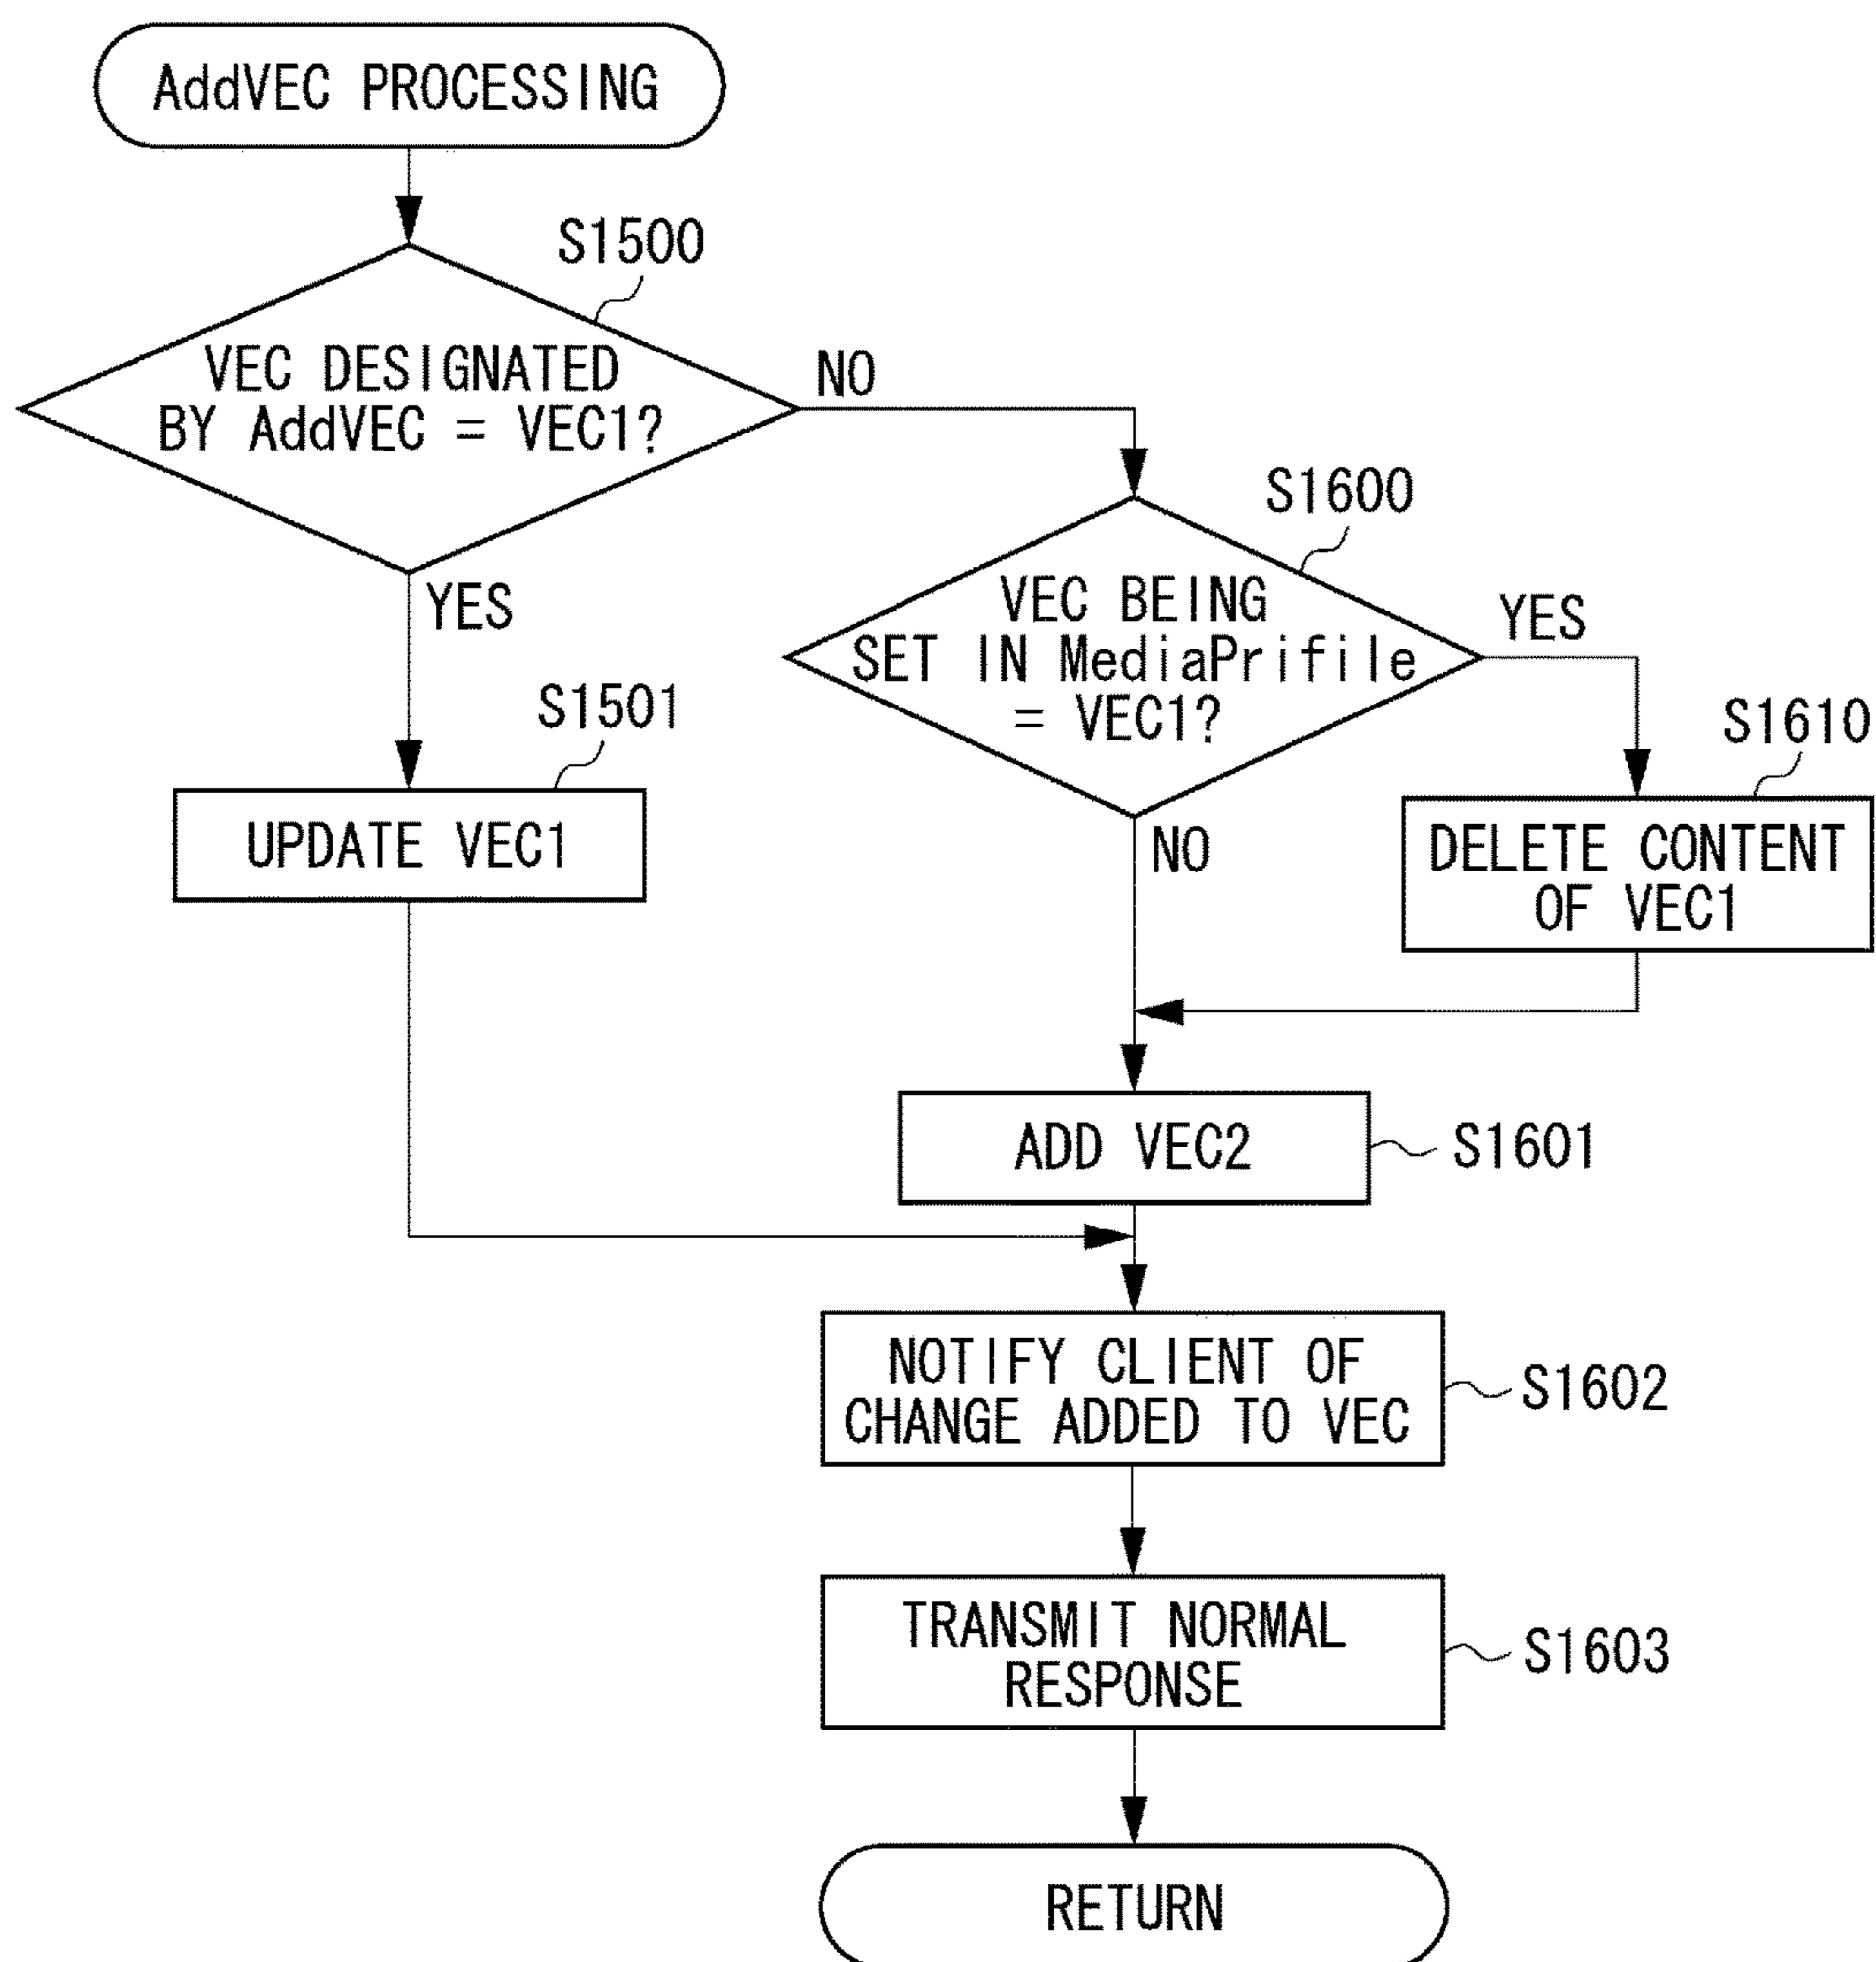 AddVEC PROCESSING
S1500
VEC DESIGNATED
BY AddVEC = VEC1?
NO
YES
S1600
VEC BEING
SET IN MediaPrifile
= VEC1?
YES
NO
S1501
UPDATE VEC1
S1610
DELETE CONTENT
OF VEC1
ADD VEC2
S1601
NOTIFY CLIENT OF
CHANGE ADDED TO VEC
S1602
TRANSMIT NORMAL
RESPONSE
S1603
RETURN